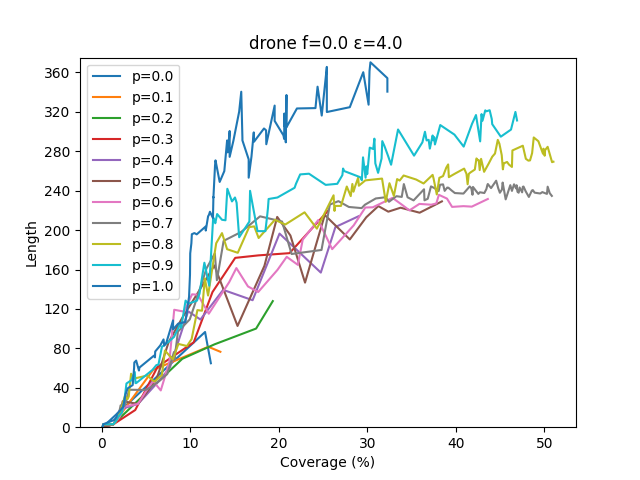 drone f=0.0 ε=4.0
Length
360
320
280
240
200
160
120
80
40
0
p=0.0
p=0.1
p=0.2
p=0.3
p=0.4
p=0.5
p=0.6
p=0.7
p=0.8
p=0.9
p=1.0
0 10 20 30 40 50
Coverage (%)